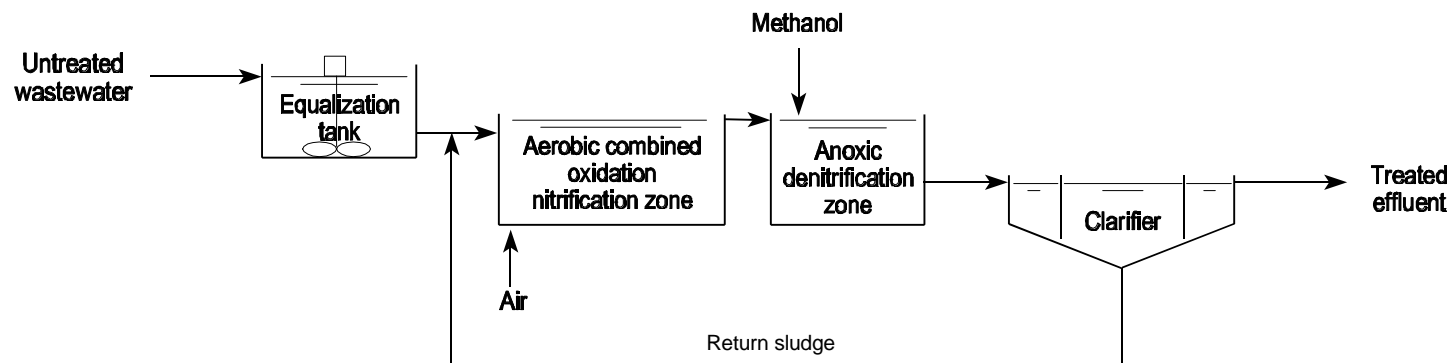 Methanol
Untreated
wastewater
Equalization
tank
Aerobic combined
oxidation
nitrification zone
Anoxic
denitrification
zone
Clarifier
Treated
effluent
Air
Return sludge